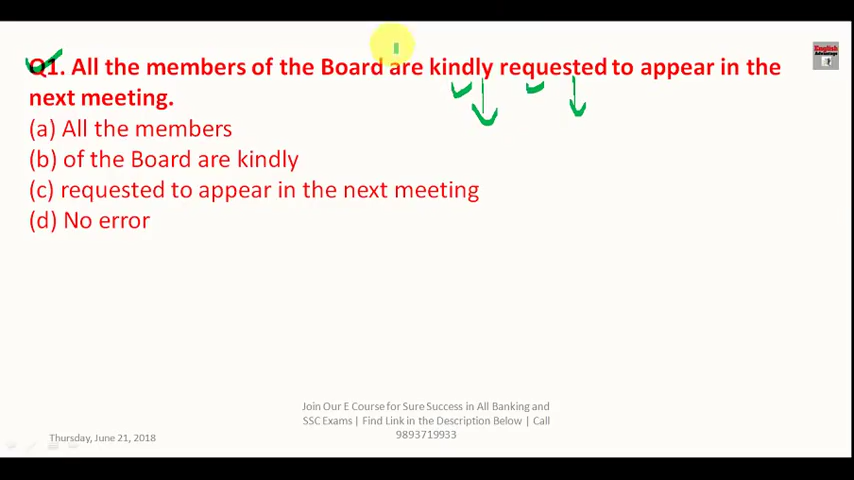 English
Advantage
Q1. All the members of the Board are kindly requested to appear in the
next meeting.
(a) All the members
(b) of the Board are kindly
(c) requested to appear in the next meeting
(d) No error
Join Our E Course for Sure Success in All Banking and
SSC Exams | Find Link in the Description Below | Call
9893719933
Thursday, June 21, 2018